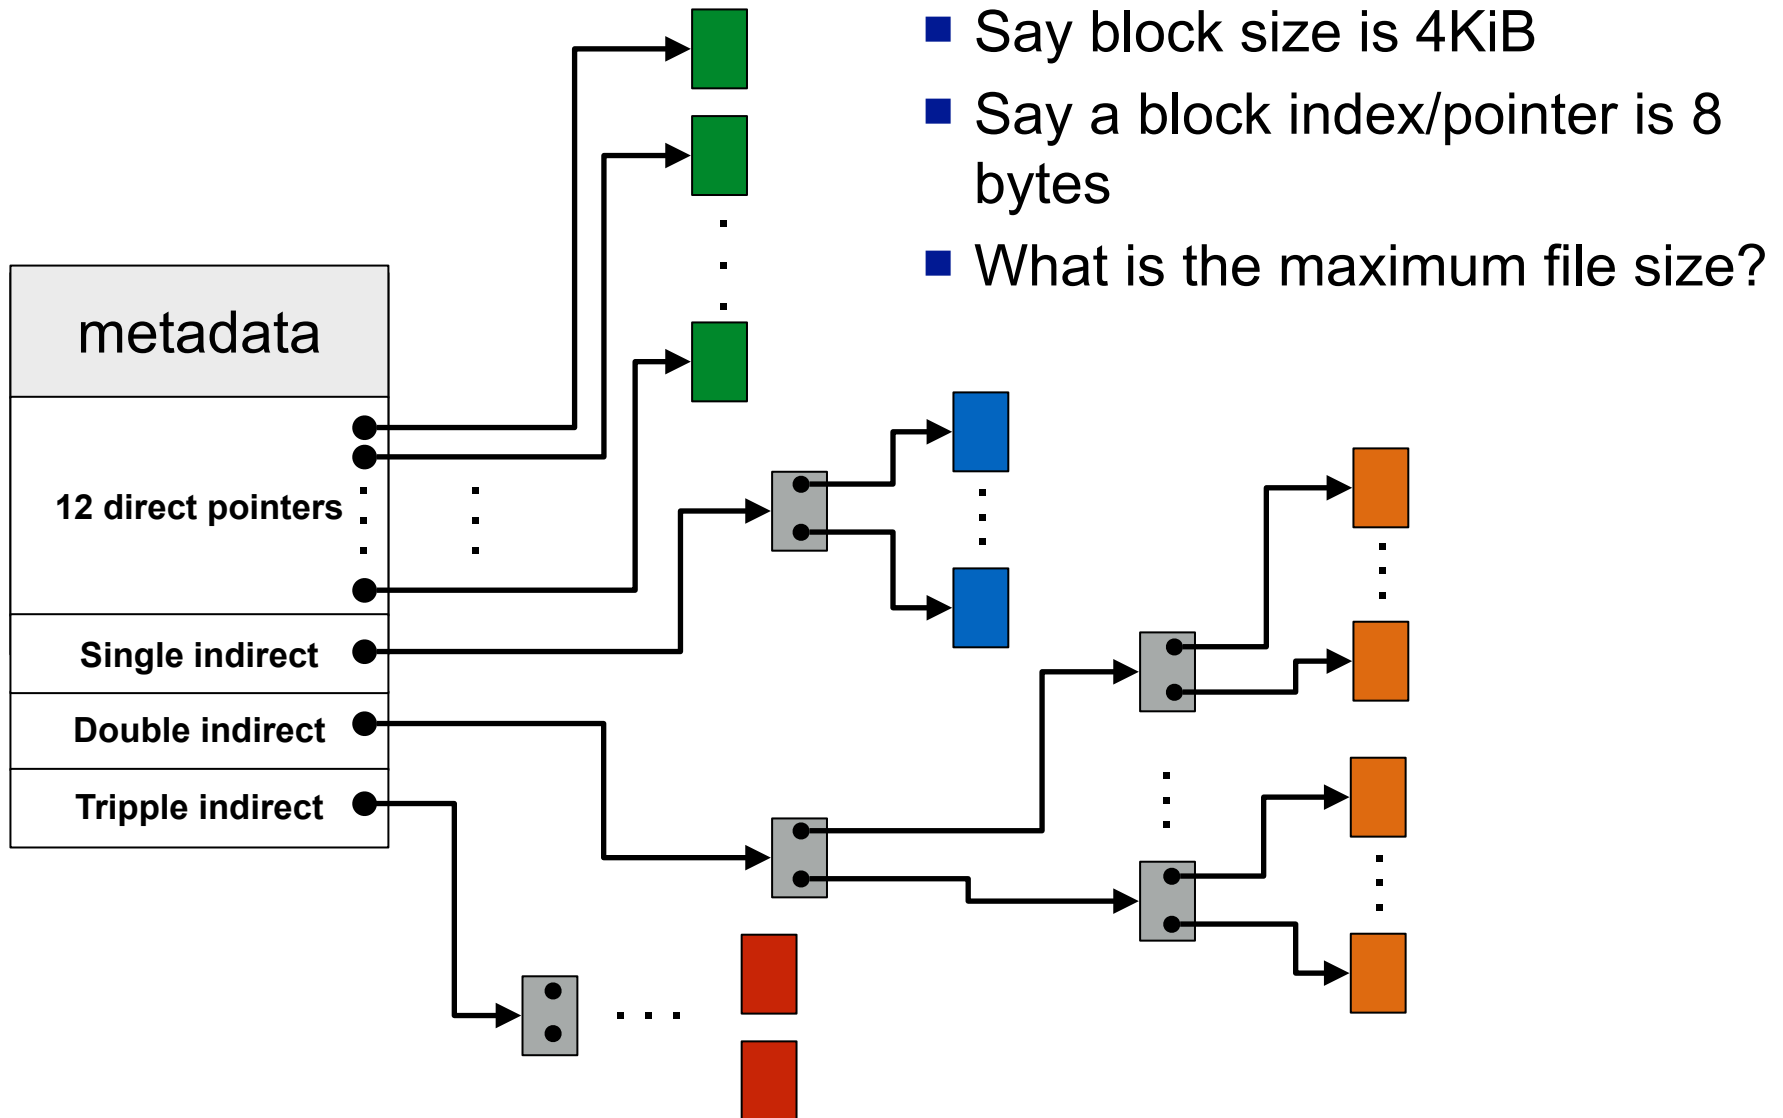 Say block size is 4KiB
Say a block index/pointer is 8
bytes
What is the maximum file size?
metadata
12 direct pointers
Single indirect
Double indirect
Tripple indirect